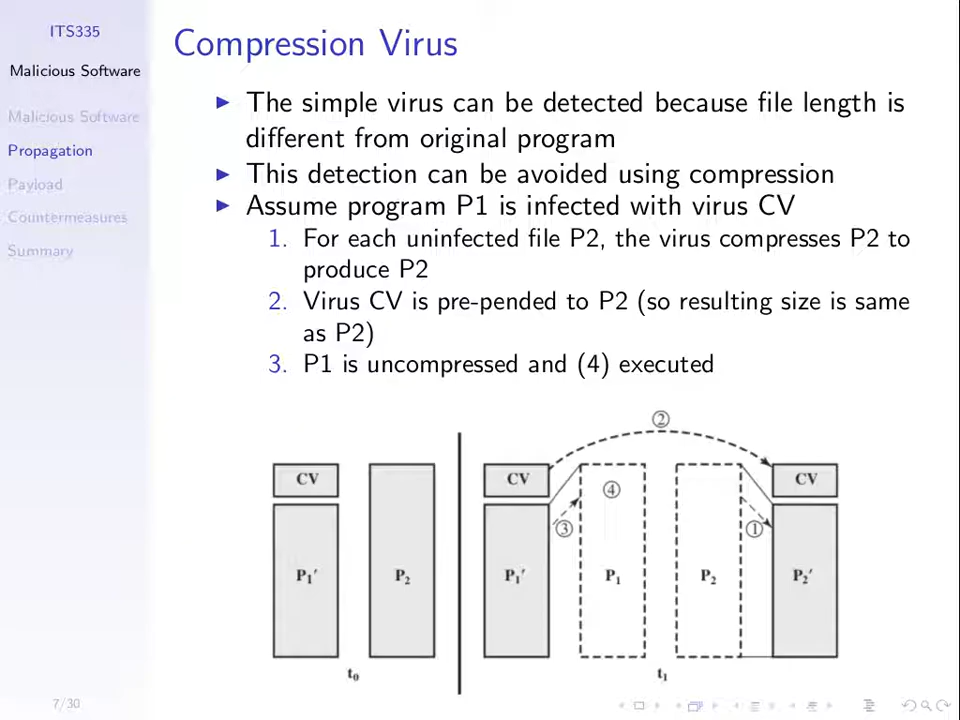 ITS335
Malicious Software
Malicious Software
Propagation
Payload
Countermeasures
Summary
Compression Virus
▶ The simple virus can be detected because file length is
different from original program
▶ This detection can be avoided using compression
▶ Assume program P1 is infected with virus CV
1. For each uninfected file P2, the virus compresses P2 to
produce P2
2. Virus CV is pre-pended to P2 (so resulting size is same
as P2)
3. P1 is uncompressed and (4) executed
②
CV CV CV
④
③ ①
P₁′ P₂ P₁′ P₁ P₂ P₂′
t₀ t₁
7/30